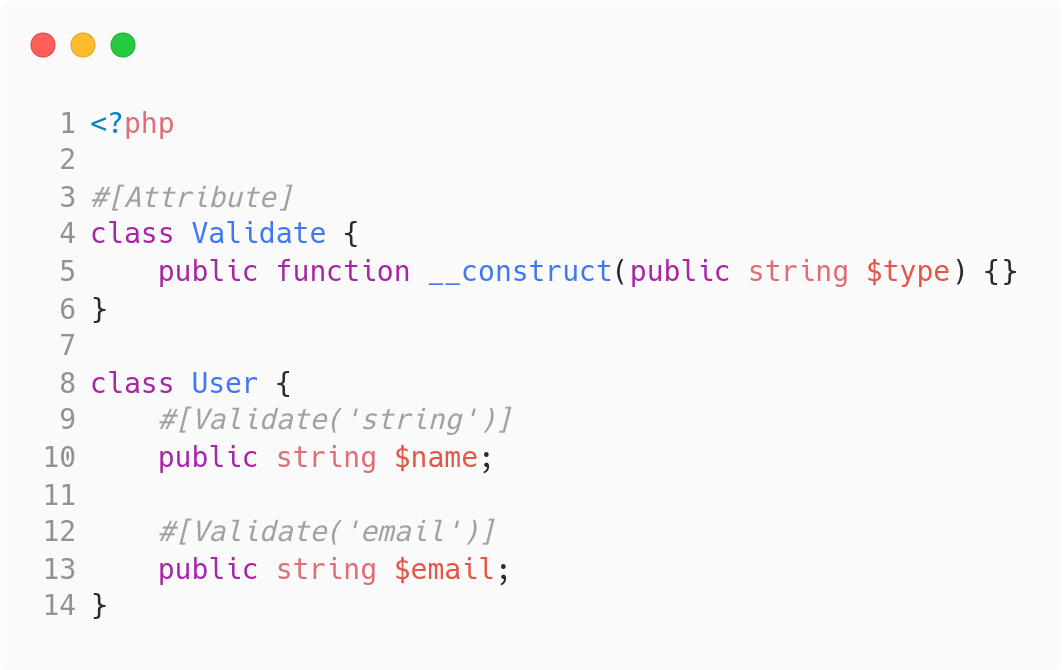 1 <?php
2
3 #[Attribute]
4 class Validate {
5     public function __construct(public string $type) {}
6 }
7
8 class User {
9     #[Validate('string')]
10     public string $name;
11
12     #[Validate('email')]
13     public string $email;
14 }